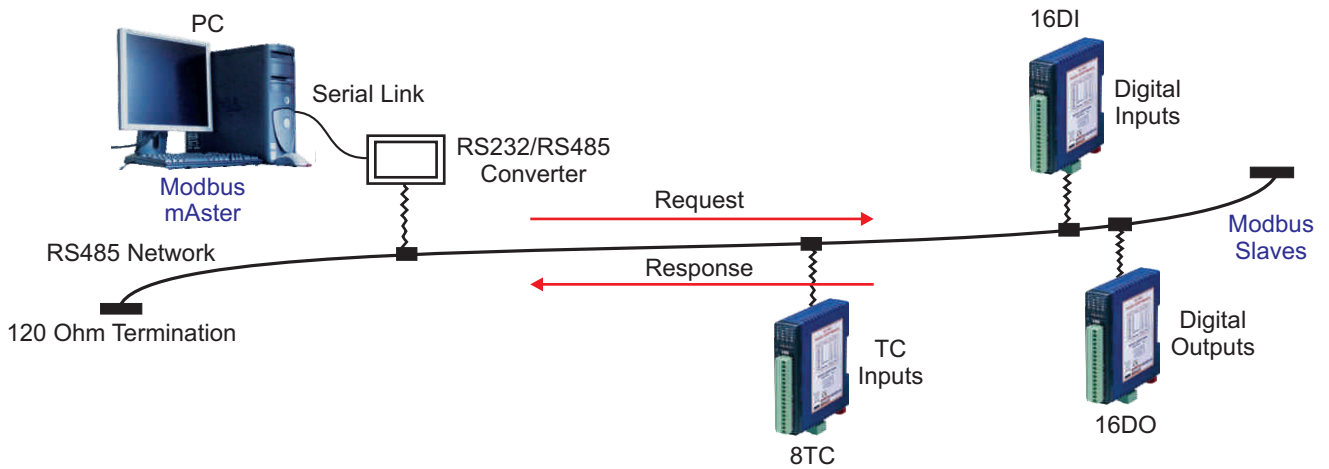 PC
16DI
Serial Link
Digital
Inputs
RS232/RS485
Converter
Modbus
mAster
Request
Modbus
Slaves
RS485 Network
Response
120 Ohm Termination
TC
Inputs
Digital
Outputs
16DO
8TC